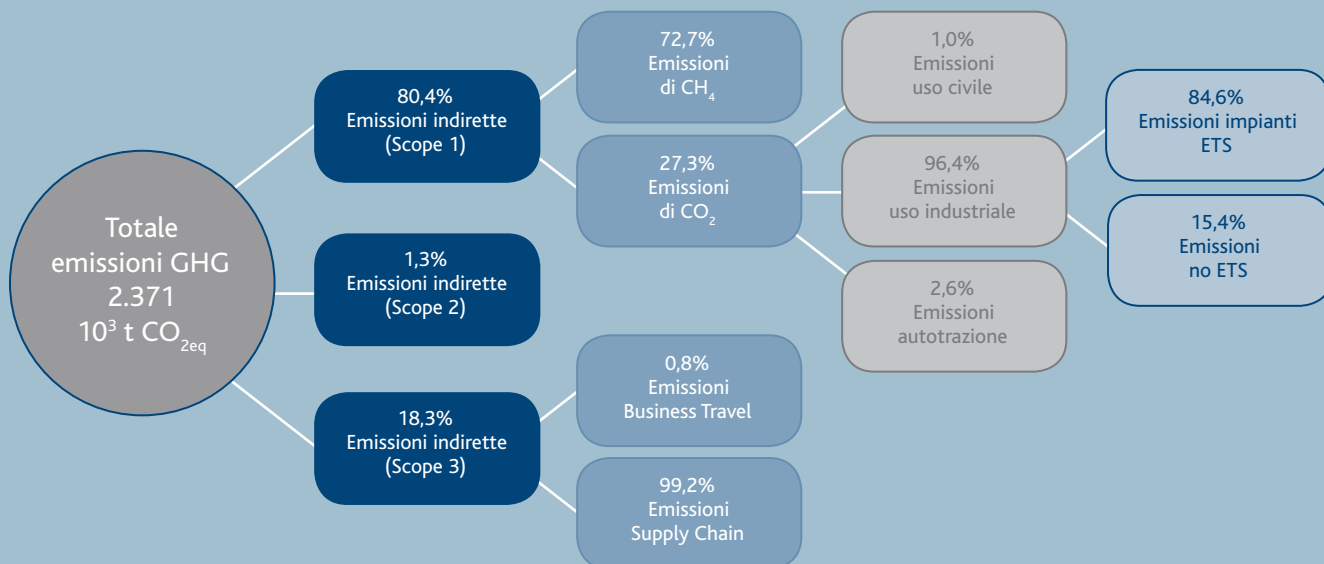 Totale
emissioni GHG
2.371
10³ t CO₂eq
80,4%
Emissioni indirette
(Scope 1)
1,3%
Emissioni indirette
(Scope 2)
18,3%
Emissioni indirette
(Scope 3)
72,7%
Emissioni
di CH₄
27,3%
Emissioni
di CO₂
0,8%
Emissioni
Business Travel
99,2%
Emissioni
Supply Chain
1,0%
Emissioni
uso civile
96,4%
Emissioni
uso industriale
2,6%
Emissioni
autotrazione
84,6%
Emissioni impianti
ETS
15,4%
Emissioni
no ETS